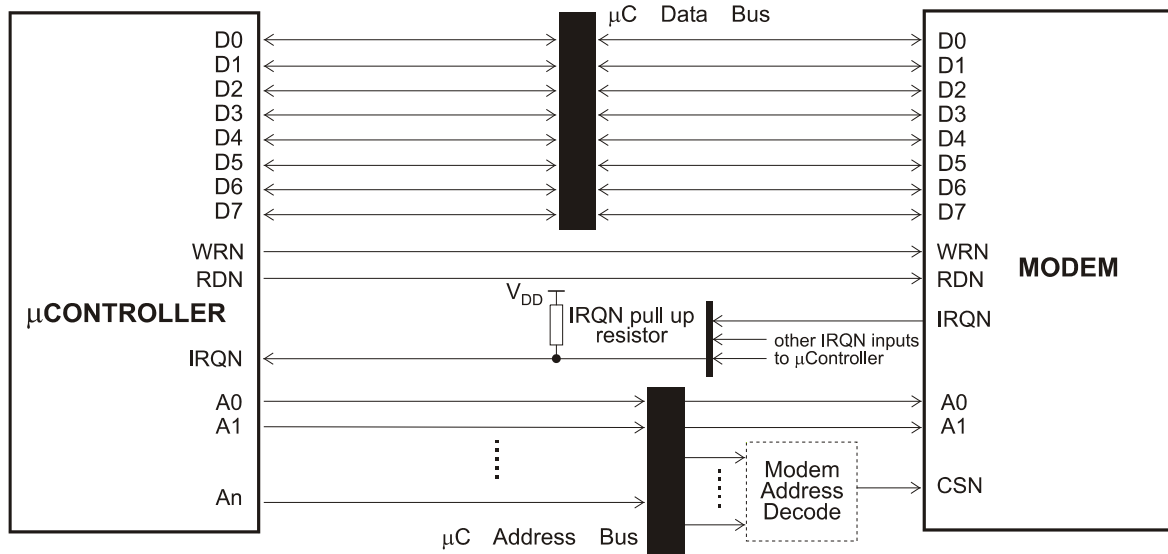 μC Data Bus
D0 D0
D1 D1
D2 D2
D3 D3
D4 D4
D5 D5
D6 D6
D7 D7
WRN WRN
RDN RDN
μCONTROLLER
MODEM
VDD
IRQN pull up
resistor
IRQN
other IRQN inputs
to μController
IRQN
A0 A0
A1 A1
An
Modem
Address
Decode
CSN
μC Address Bus